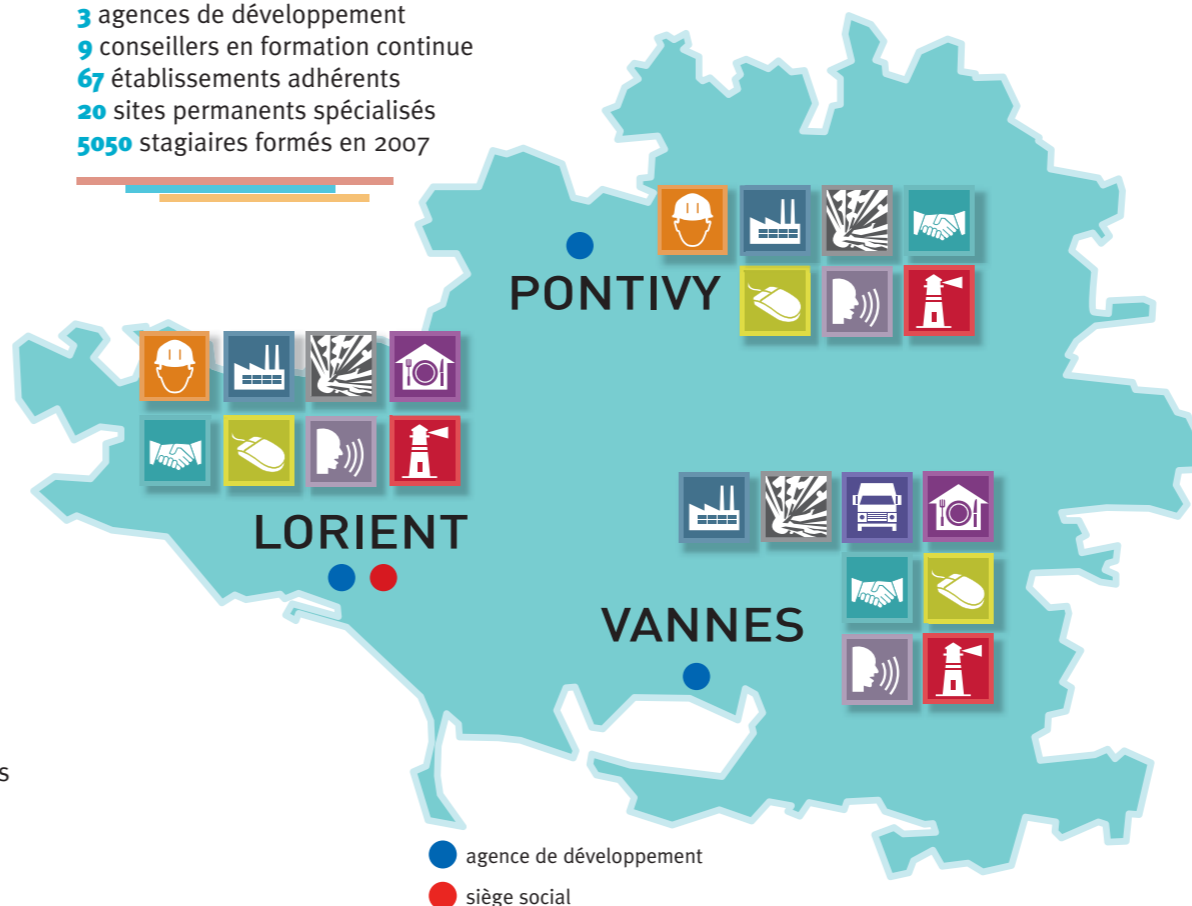 3 agences de développement
9 conseillers en formation continue
67 établissements adhérents
20 sites permanents spécialisés
5050 stagiaires formés en 2007
PONTIVY
LORIENT
VANNES
s
agence de développement
siège social